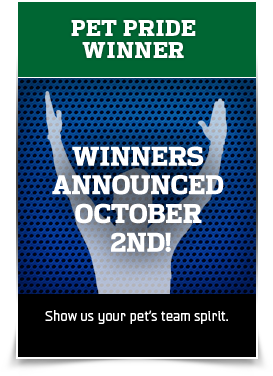 PET PRIDE
WINNER
WINNERS
ANNOUNCED
OCTOBER
2ND!
Show us your pet's team spirit.